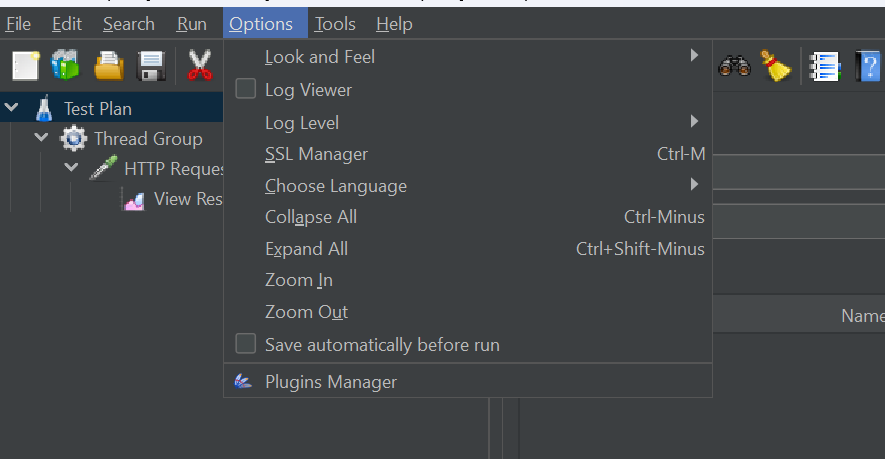 File Edit Search Run Options Tools Help
Test Plan
Thread Group
HTTP Reques
View Res
Look and Feel
Log Viewer
Log Level
SSL Manager Ctrl-M
Choose Language
Collapse All Ctrl-Minus
Expand All Ctrl+Shift-Minus
Zoom In
Zoom Out
Save automatically before run
Plugins Manager
Name